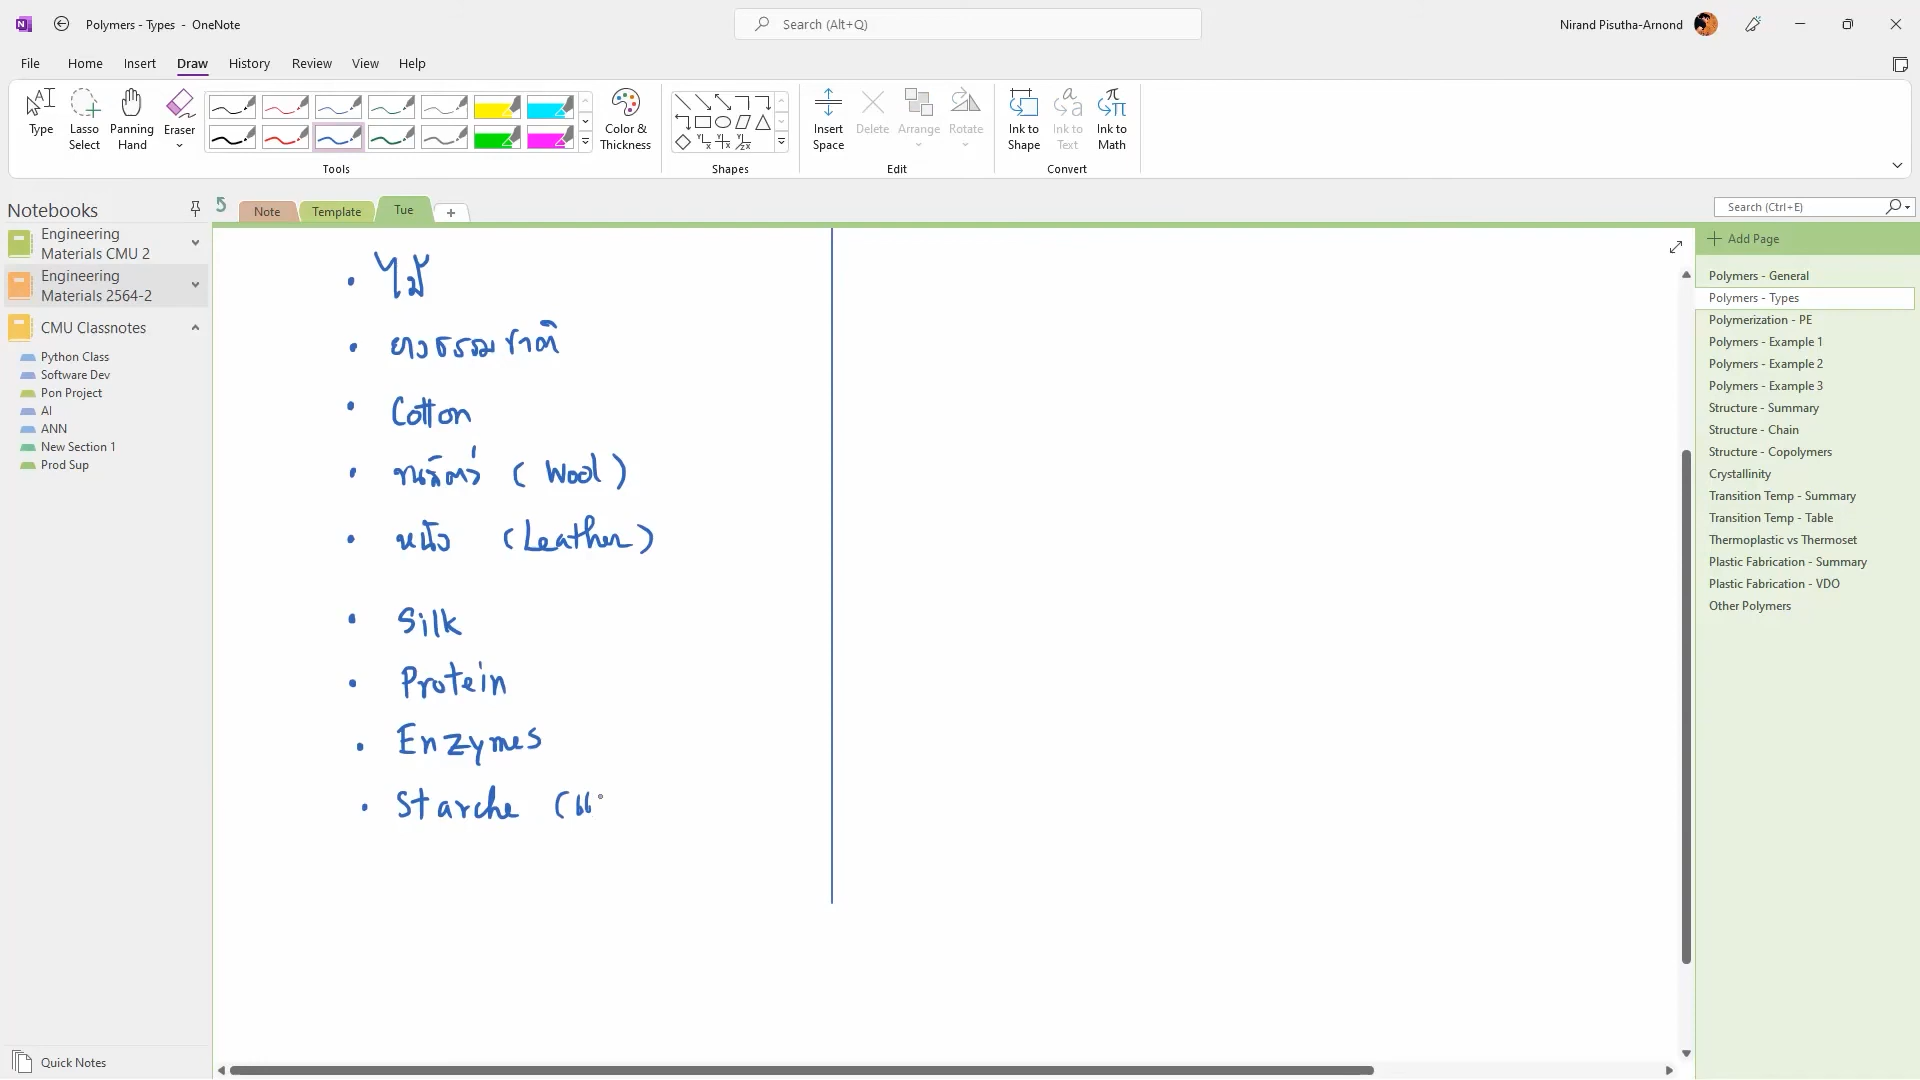 Polymers - Types - OneNote
Search (Alt+Q)
Nirand Pisutha-Arnond
File
Home
Insert
Draw
History
Review
View
Help
Type
Lasso Select
Panning Hand
Eraser
Color & Thickness
Insert Space
Delete
Arrange
Rotate
Ink to Shape
Ink to Text
Ink to Math
Tools
Shapes
Edit
Convert
Notebooks
Note
Template
Tue
Search (Ctrl+E)
Engineering
Materials CMU 2
Engineering
Materials 2564-2
CMU Classnotes
Python Class
Software Dev
Pon Project
AI
ANN
New Section 1
Prod Sup
Quick Notes
• ไม้
• ยางธรรมชาติ
• Cotton
• ขนสัตว์ (Wool)
• หนัง (Leather)
• Silk
• Protein
• Enzymes
• Starche (แ
Add Page
Polymers - General
Polymers - Types
Polymerization - PE
Polymers - Example 1
Polymers - Example 2
Polymers - Example 3
Structure - Summary
Structure - Chain
Structure - Copolymers
Crystallinity
Transition Temp - Summary
Transition Temp - Table
Thermoplastic vs Thermoset
Plastic Fabrication - Summary
Plastic Fabrication - VDO
Other Polymers